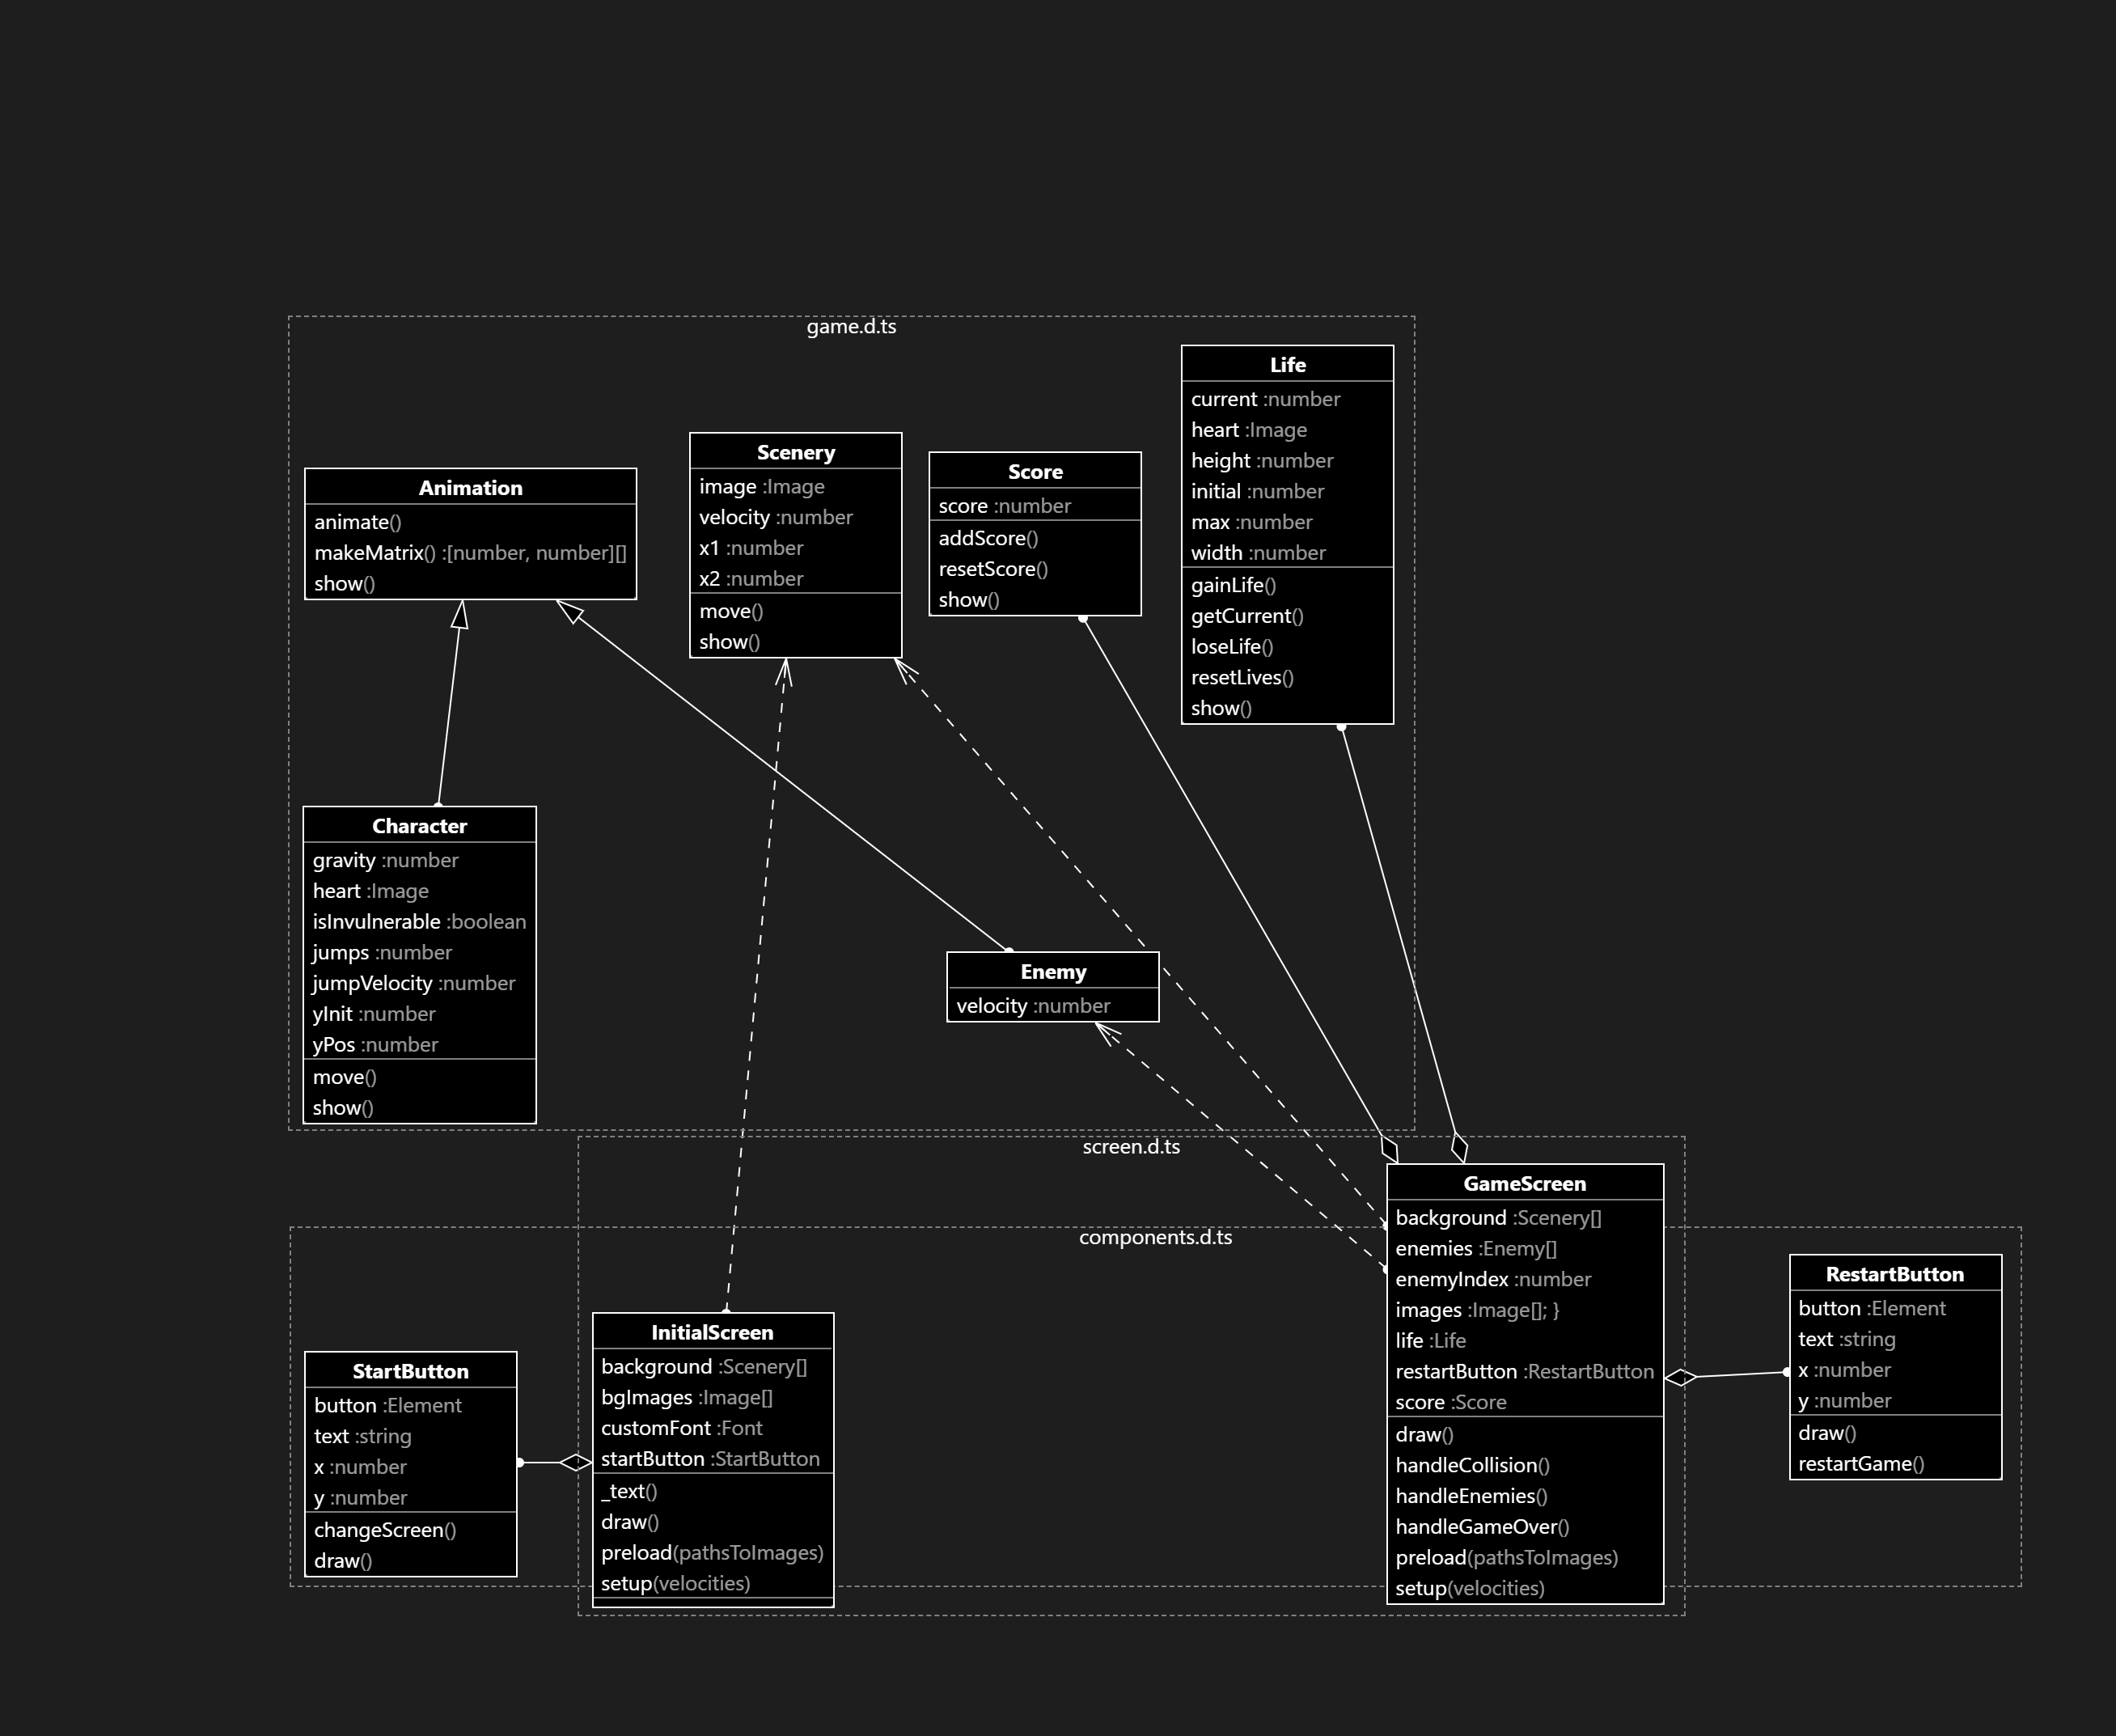 game.d.ts
Animation
animate()
makeMatrix() :[number, number][]
show()
Scenery
image :Image
velocity :number
x1 :number
x2 :number
move()
show()
Score
score :number
addScore()
resetScore()
show()
Life
current :number
heart :Image
height :number
initial :number
max :number
width :number
gainLife()
getCurrent()
loseLife()
resetLives()
show()
Character
gravity :number
heart :Image
isInvulnerable :boolean
jumps :number
jumpVelocity :number
yInit :number
yPos :number
move()
show()
Enemy
velocity :number
screen.d.ts
components.d.ts
StartButton
button :Element
text :string
x :number
y :number
changeScreen()
draw()
InitialScreen
background :Scenery[]
bgImages :Image[]
customFont :Font
startButton :StartButton
_text()
draw()
preload(pathsToImages)
setup(velocities)
GameScreen
background :Scenery[]
enemies :Enemy[]
enemyIndex :number
images :Image[]; }
life :Life
restartButton :RestartButton
score :Score
draw()
handleCollision()
handleEnemies()
handleGameOver()
preload(pathsToImages)
setup(velocities)
RestartButton
button :Element
text :string
x :number
y :number
draw()
restartGame()